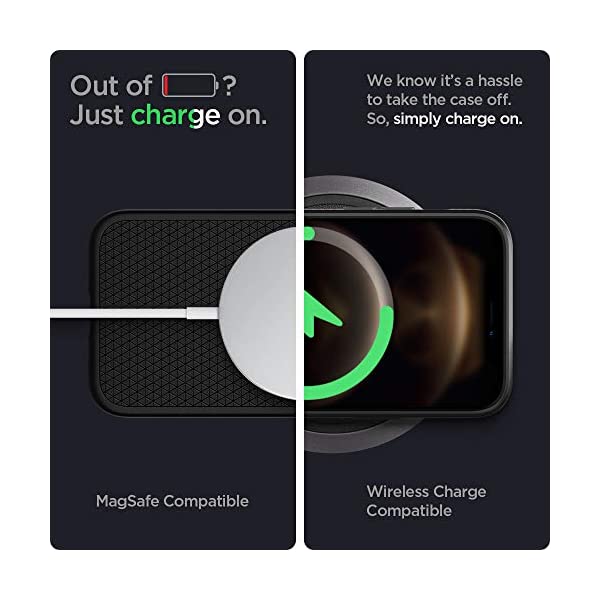 Out of ?
Just charge on.
MagSafe Compatible
We know it's a hassle
to take the case off.
So, simply charge on.
Wireless Charge
Compatible